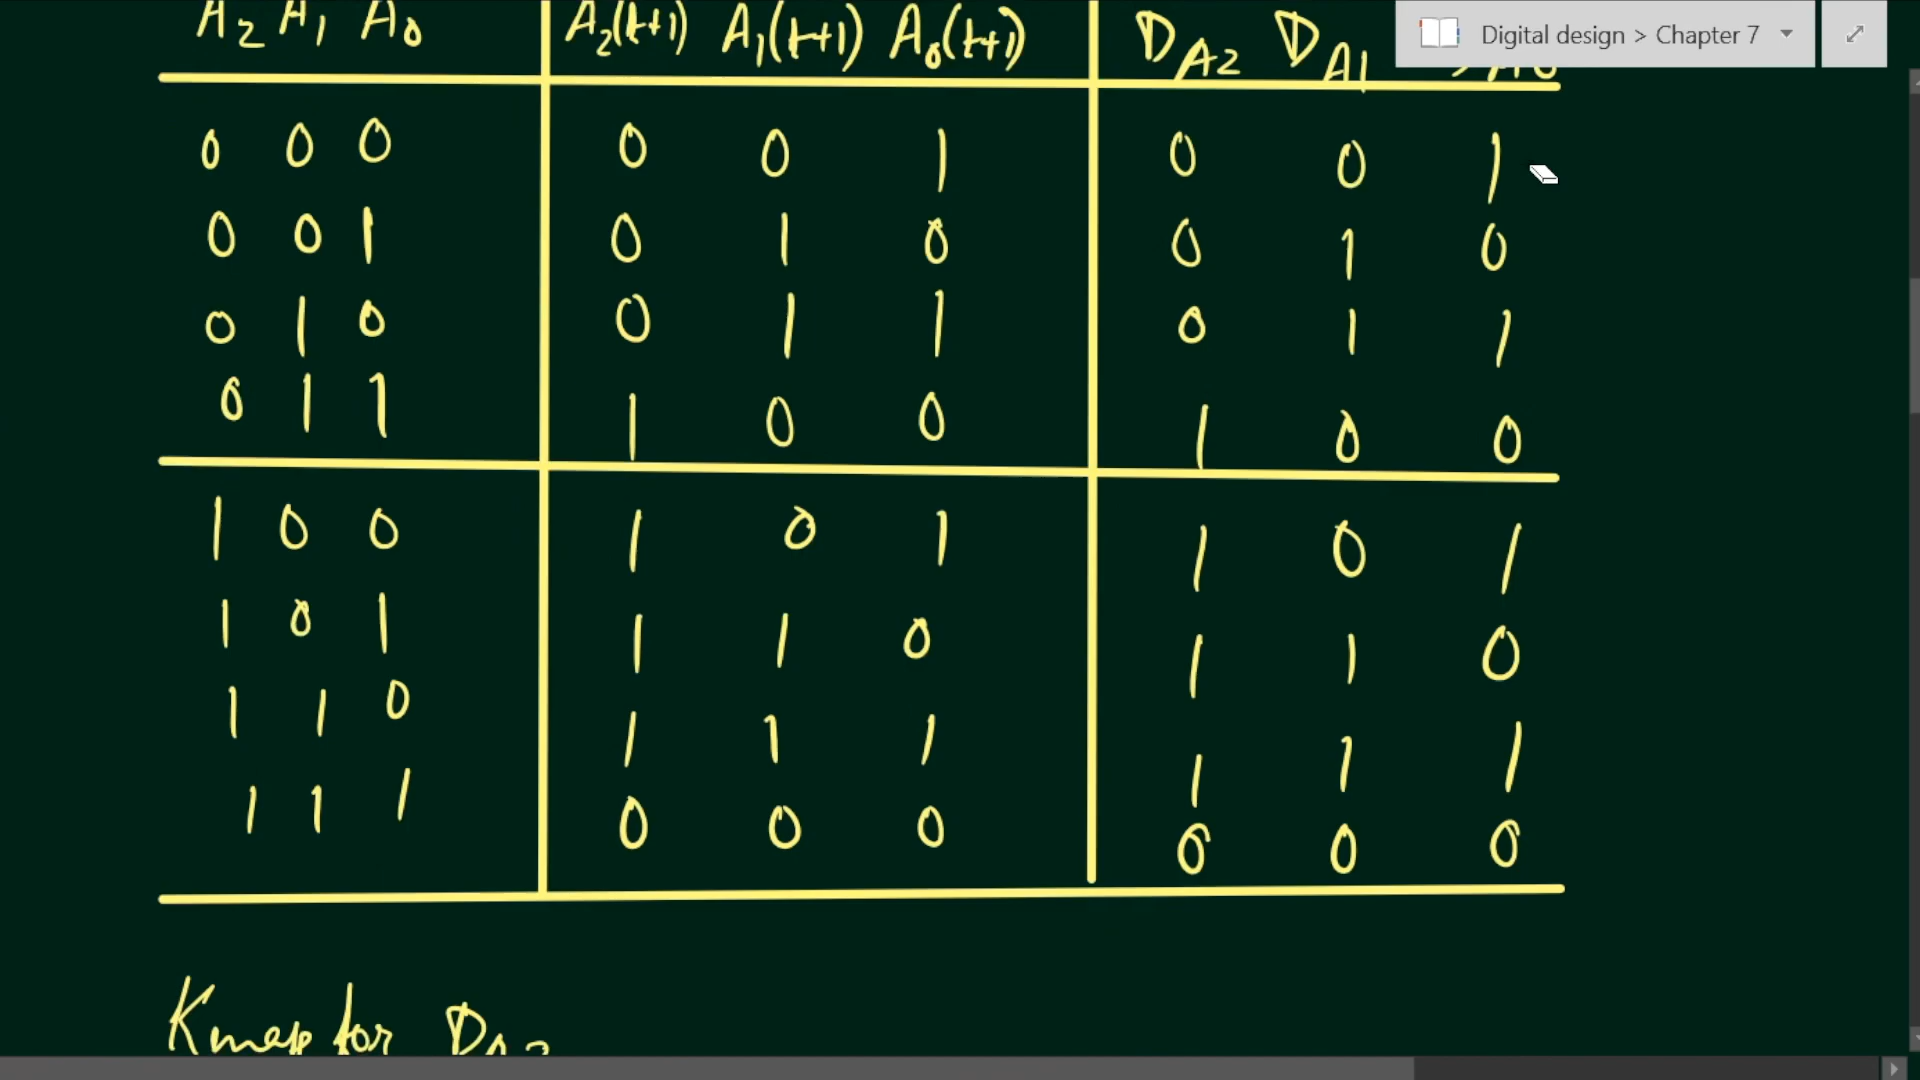 Digital design > Chapter 7
A2 A1 A0 A2(t+1) A1(t+1) A0(t+1) DA2 DA1
0 0 0 0 0 1 0 0 1
0 0 1 0 1 0 0 1 0
0 1 0 0 1 1 0 1 1
0 1 1 1 0 0 1 0 0
1 0 0 1 0 1 1 0 1
1 0 1 1 1 0 1 1 0
1 1 0 1 1 1 1 1 1
1 1 1 0 0 0 0 0 0
Kmap for DA2